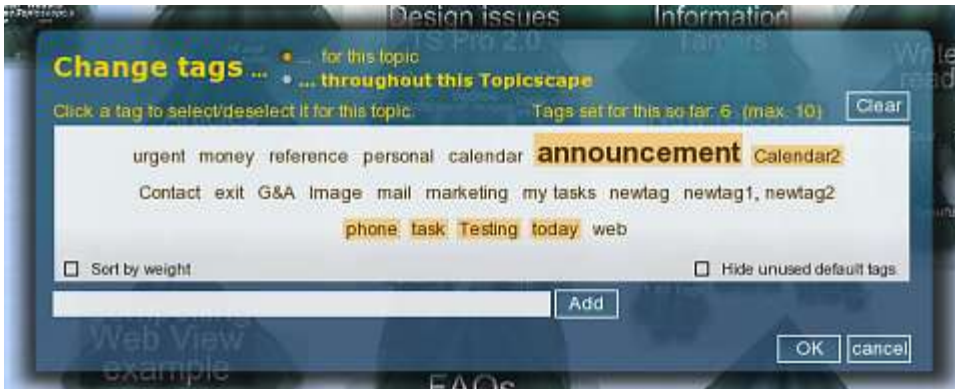 Design issues
TS Pro 2.0
Information
Tamers
Change tags ...
... for this topic
... throughout this Topicscape
Click a tag to select/deselect it for this topic.
Tags set for this so far: 6 (max. 10)
Clear
urgent money reference personal calendar announcement Calendar2
Contact exit G&A Image mail marketing my tasks newtag newtag1, newtag2
phone task Testing today web
Sort by weight
Hide unused default tags.
Add
Web View
example
FAQs
OK cancel